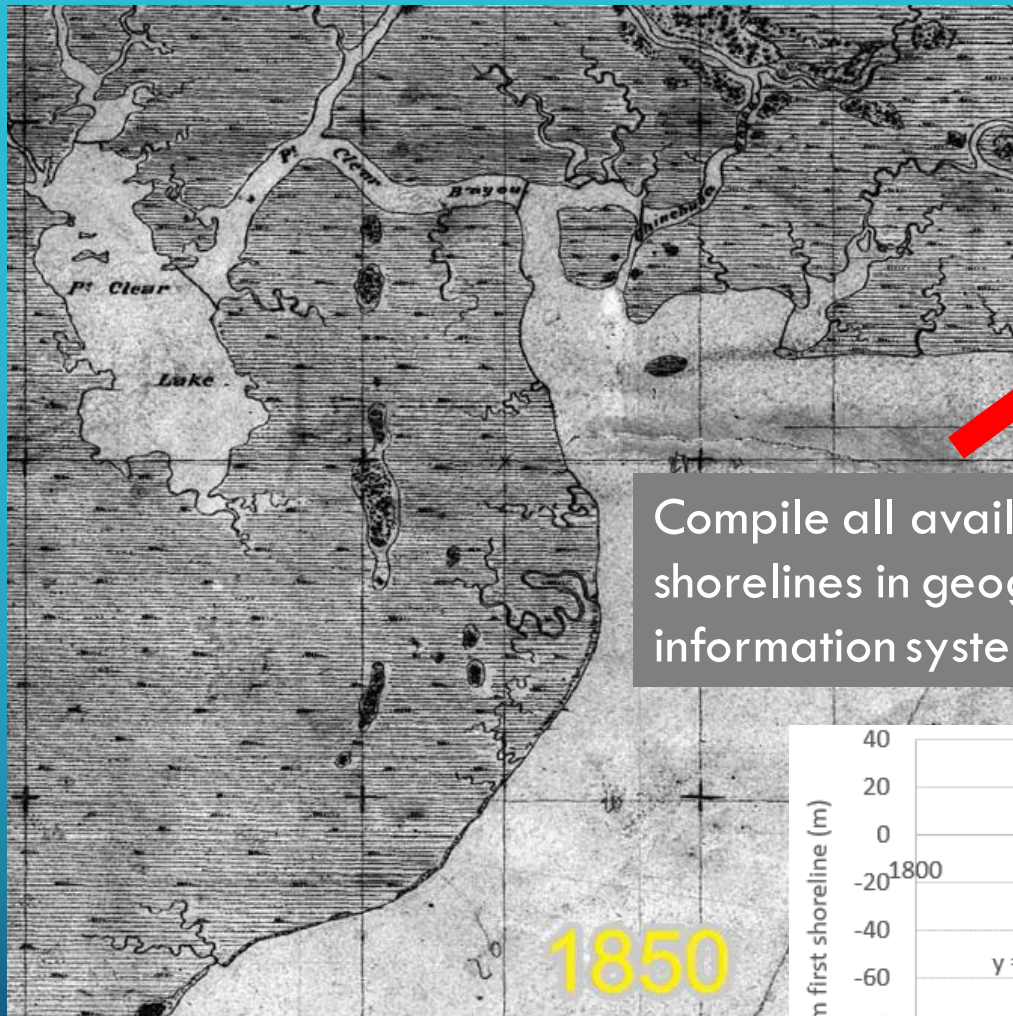 Pt Clear Bayou
Pt Clear
Lake
Compile all avail
shorelines in geog
information syste
1850
m first shoreline (m)
40
20
0
-20
1800
-40
-60
y =